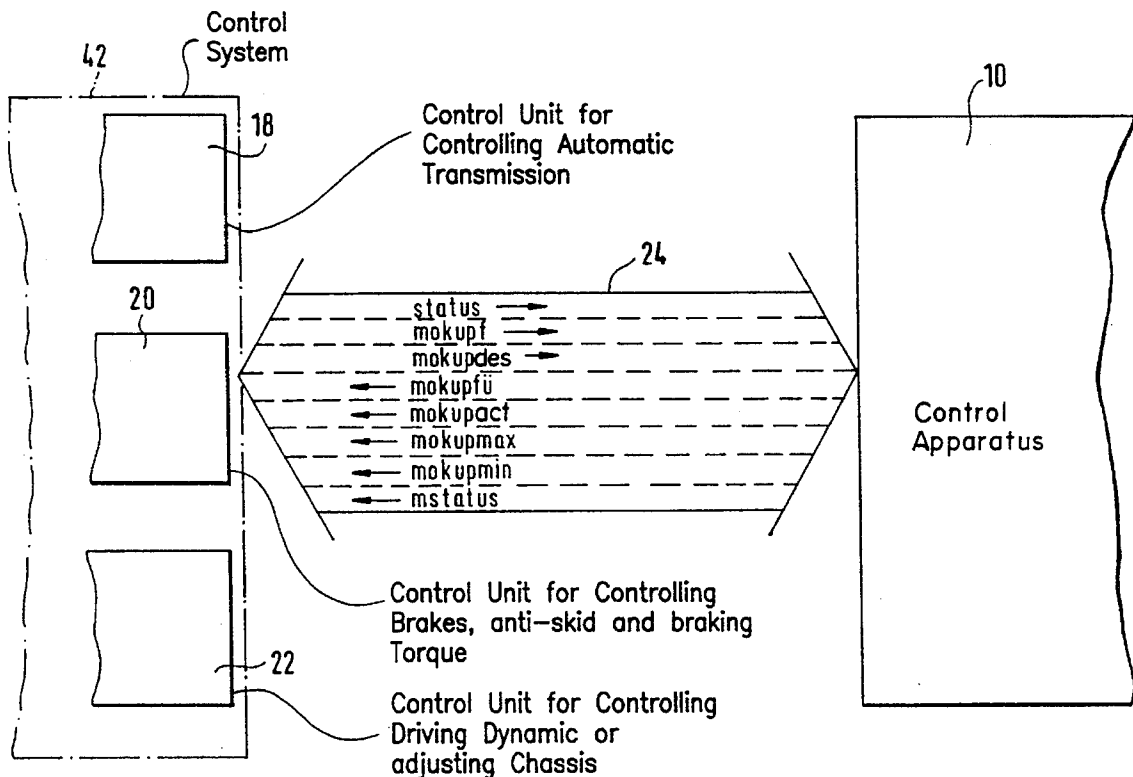 Control
System
42
18
Control Unit for
Controlling Automatic
Transmission
10
24
status
mokupf
mokupdes
mokupfü
mokupact
mokupmax
mokupmin
mstatus
20
Control
Apparatus
Control Unit for Controlling
Brakes, anti-skid and braking
Torque
22
Control Unit for Controlling
Driving Dynamic or
adjusting Chassis